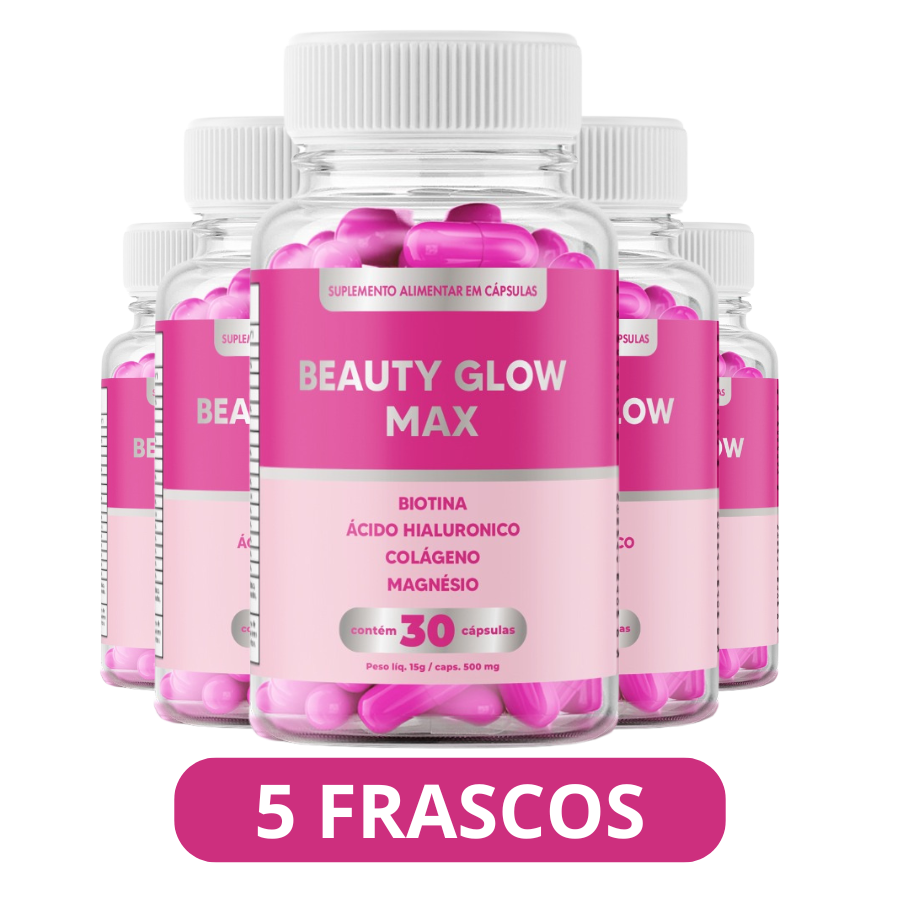 SUPLEMENTO ALIMENTAR EM CÁPSULAS
BEAUTY GLOW
MAX
BIOTINA
ÁCIDO HIALURONICO
COLÁGENO
MAGNÉSIO
contém 30 cápsulas
Peso líq. 15g / caps. 500 mg
5 FRASCOS